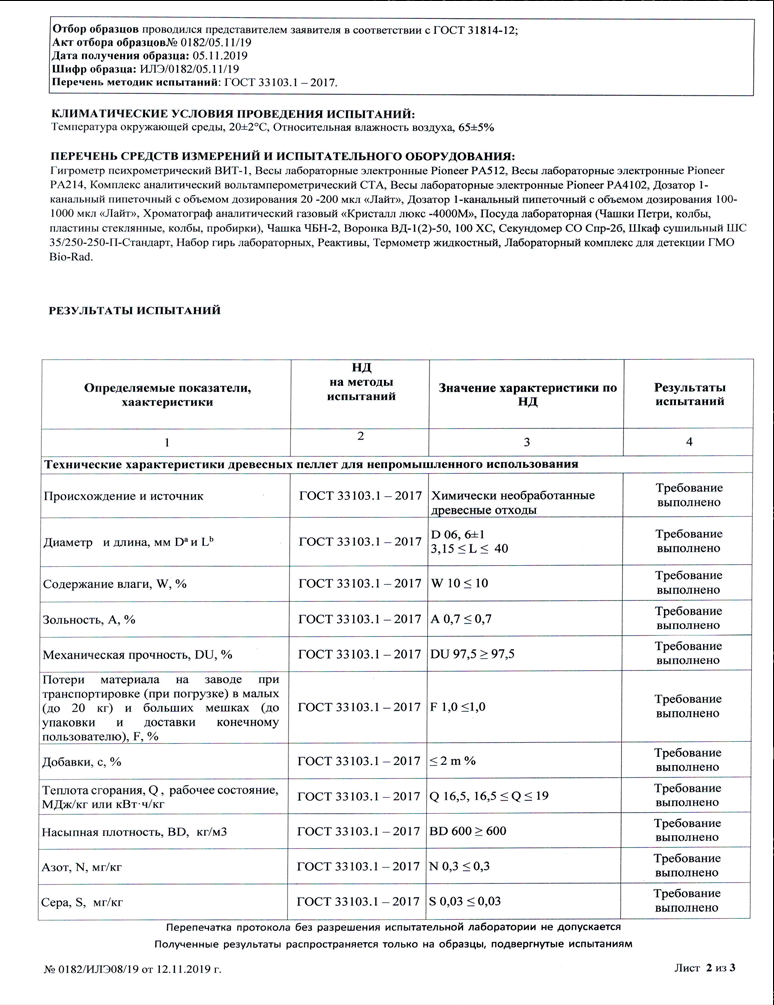 Отбор образцов проводился представителем заявителя в соответствии с ГОСТ 31814-12;
Акт отбора образцов№ 0182/05.11/19
Дата получения образца: 05.11.2019
Шифр образца: ИЛЭ/0182/05.11/19
Перечень методик испытаний: ГОСТ 33103.1 – 2017.
КЛИМАТИЧЕСКИЕ УСЛОВИЯ ПРОВЕДЕНИЯ ИСПЫТАНИЙ:
Температура окружающей среды, 20±2°С, Относительная влажность воздуха, 65±5%
ПЕРЕЧЕНЬ СРЕДСТВ ИЗМЕРЕНИЙ И ИСПЫТАТЕЛЬНОГО ОБОРУДОВАНИЯ:
Гигрометр психрометрический ВИТ-1, Весы лабораторные электронные Pioneer PA512, Весы лабораторные электронные Pioneer
PA214, Комплекс аналитический вольтамперометрический СТА, Весы лабораторные электронные Pioneer PA4102, Дозатор 1-
канальный пипеточный с объемом дозирования 20 -200 мкл «Лайт», Дозатор 1-канальный пипеточный с объемом дозирования 100-
1000 мкл «Лайт», Хроматограф аналитический газовый «Кристалл люкс -4000М», Посуда лабораторная (Чашки Петри, колбы,
пластины стеклянные, колбы, пробирки), Чашка ЧБН-2, Воронка ВД-1(2)-50, 100 ХС, Секундомер СО Спр-2б, Шкаф сушильный ШС
35/250-250-П-Стандарт, Набор гирь лабораторных, Реактивы, Термометр жидкостный, Лабораторный комплекс для детекции ГМО
Bio-Rad.
РЕЗУЛЬТАТЫ ИСПЫТАНИЙ
Определяемые показатели,
хаактеристики
НД
на методы
испытаний
Значение характеристики по
НД
Результаты
испытаний
1
2
3
4
Технические характеристики древесных пеллет для непромышленного использования
Происхождение и источник
ГОСТ 33103.1 – 2017
Химически необработанные
древесные отходы
Требование
выполнено
Диаметр и длина, мм Dª и Lᵇ
ГОСТ 33103.1 – 2017
D 06, 6±1
3,15 ≤ L ≤ 40
Требование
выполнено
Содержание влаги, W, %
ГОСТ 33103.1 – 2017
W 10 ≤ 10
Требование
выполнено
Зольность, А, %
ГОСТ 33103.1 – 2017
А 0,7 ≤ 0,7
Требование
выполнено
Механическая прочность, DU, %
ГОСТ 33103.1 – 2017
DU 97,5 ≥ 97,5
Требование
выполнено
Потери материала на заводе при
транспортировке (при погрузке) в малых
(до 20 кг) и больших мешках (до
упаковки и доставки конечному
пользователю), F, %
ГОСТ 33103.1 – 2017
F 1,0 ≤1,0
Требование
выполнено
Добавки, с, %
ГОСТ 33103.1 – 2017
≤ 2 m %
Требование
выполнено
Теплота сгорания, Q , рабочее состояние,
МДж/кг или кВт·ч/кг
ГОСТ 33103.1 – 2017
Q 16,5, 16,5 ≤ Q ≤ 19
Требование
выполнено
Насыпная плотность, BD, кг/м3
ГОСТ 33103.1 – 2017
BD 600 ≥ 600
Требование
выполнено
Азот, N, мг/кг
ГОСТ 33103.1 – 2017
N 0,3 ≤ 0,3
Требование
выполнено
Сера, S, мг/кг
ГОСТ 33103.1 – 2017
S 0,03 ≤ 0,03
Требование
выполнено
Перепечатка протокола без разрешения испытательной лаборатории не допускается
Полученные результаты распространяется только на образцы, подвергнутые испытаниям
№ 0182/ИЛЭ08/19 от 12.11.2019 г.
Лист 2 из 3